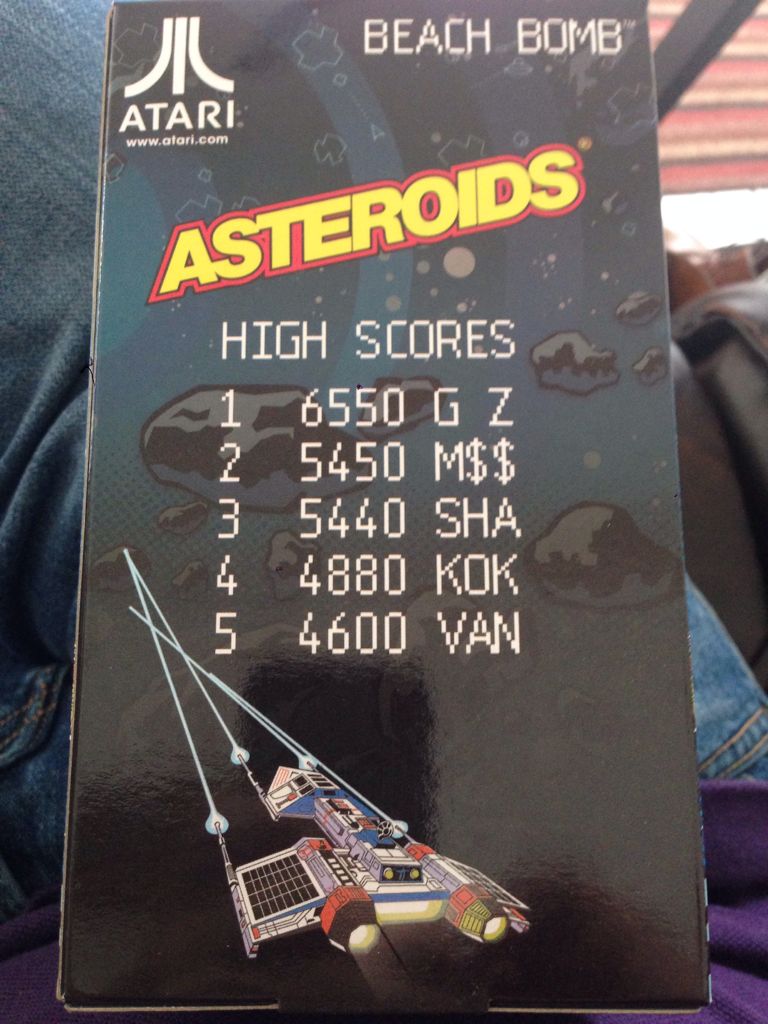 BEACH BOMB™
ATARI®
www.atari.com
ASTEROIDS®
HIGH SCORES
1 6550 G Z
2 5450 M$$
3 5440 SHA
4 4880 KOK
5 4600 VAN